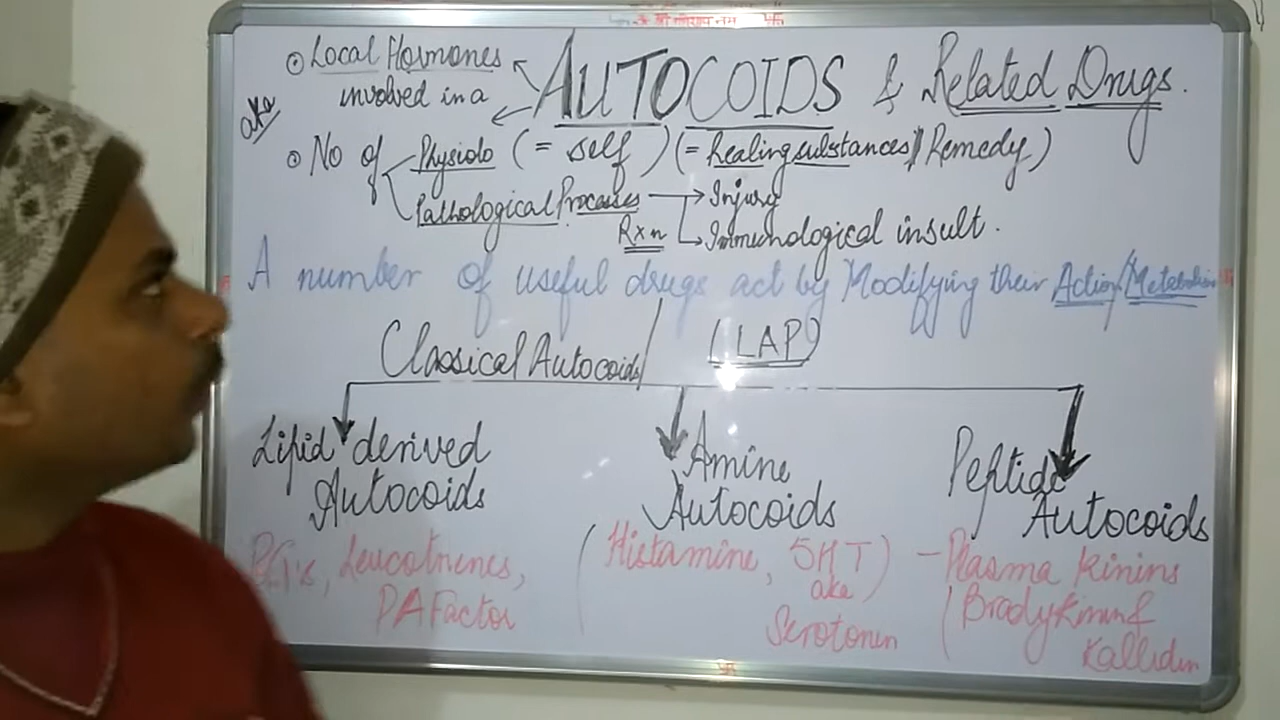 श्री गणेशाय नमः
⊙ Local Hormones
involved in a
AUTOCOIDS & Related Drugs.
aka
⊙ No of
Physiolo (= self) (= healing substances / Remedy)
Pathological Processes → Injury
Rxn → Immunological insult.
A number of useful drugs act by Modifying their Action/Metabolism
Classical Autocoids / (LAP)
Lipid derived
Autocoids
PG's, Leucotrienes,
PAFactor
Amine
Autocoids
(Histamine, 5HT)
aka
Serotonin
Peptide
Autocoids
— Plasma kinins
(Bradykinin &
Kallidin